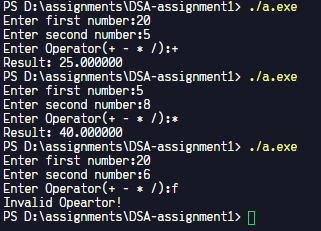 PS D:\assignments\DSA-assignment1> ./a.exe
Enter first number:20
Enter second number:5
Enter Operator(+ - * /):+
Result: 25.000000
PS D:\assignments\DSA-assignment1> ./a.exe
Enter first number:5
Enter second number:8
Enter Operator(+ - * /):*
Result: 40.000000
PS D:\assignments\DSA-assignment1> ./a.exe
Enter first number:20
Enter second number:6
Enter Operator(+ - * /):f
Invalid Opeartor!
PS D:\assignments\DSA-assignment1>